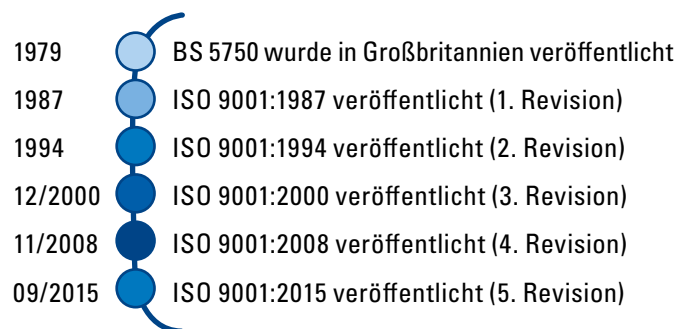 1979 BS 5750 wurde in Großbritannien veröffentlicht
1987 ISO 9001:1987 veröffentlicht (1. Revision)
1994 ISO 9001:1994 veröffentlicht (2. Revision)
12/2000 ISO 9001:2000 veröffentlicht (3. Revision)
11/2008 ISO 9001:2008 veröffentlicht (4. Revision)
09/2015 ISO 9001:2015 veröffentlicht (5. Revision)